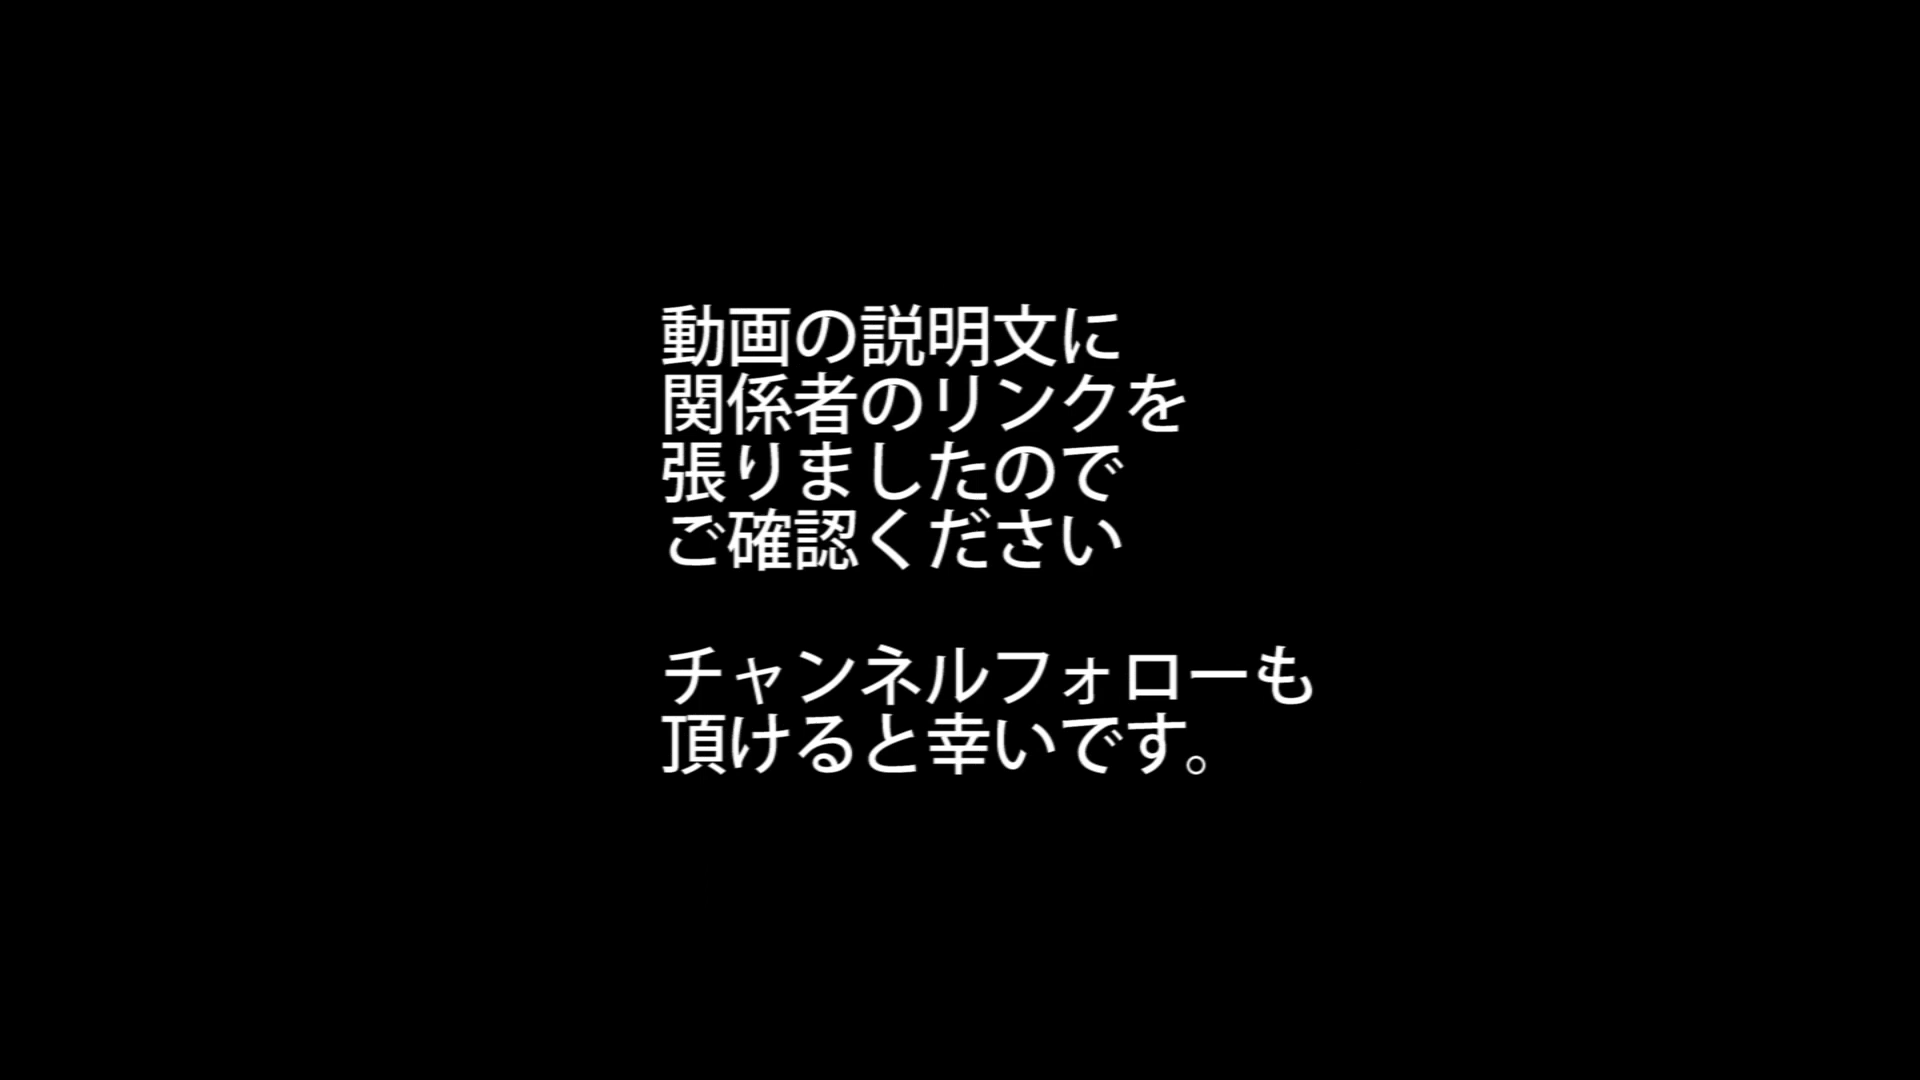 動画の説明文に
関係者のリンクを
張りましたので
ご確認ください
チャンネルフォローも
頂けると幸いです。